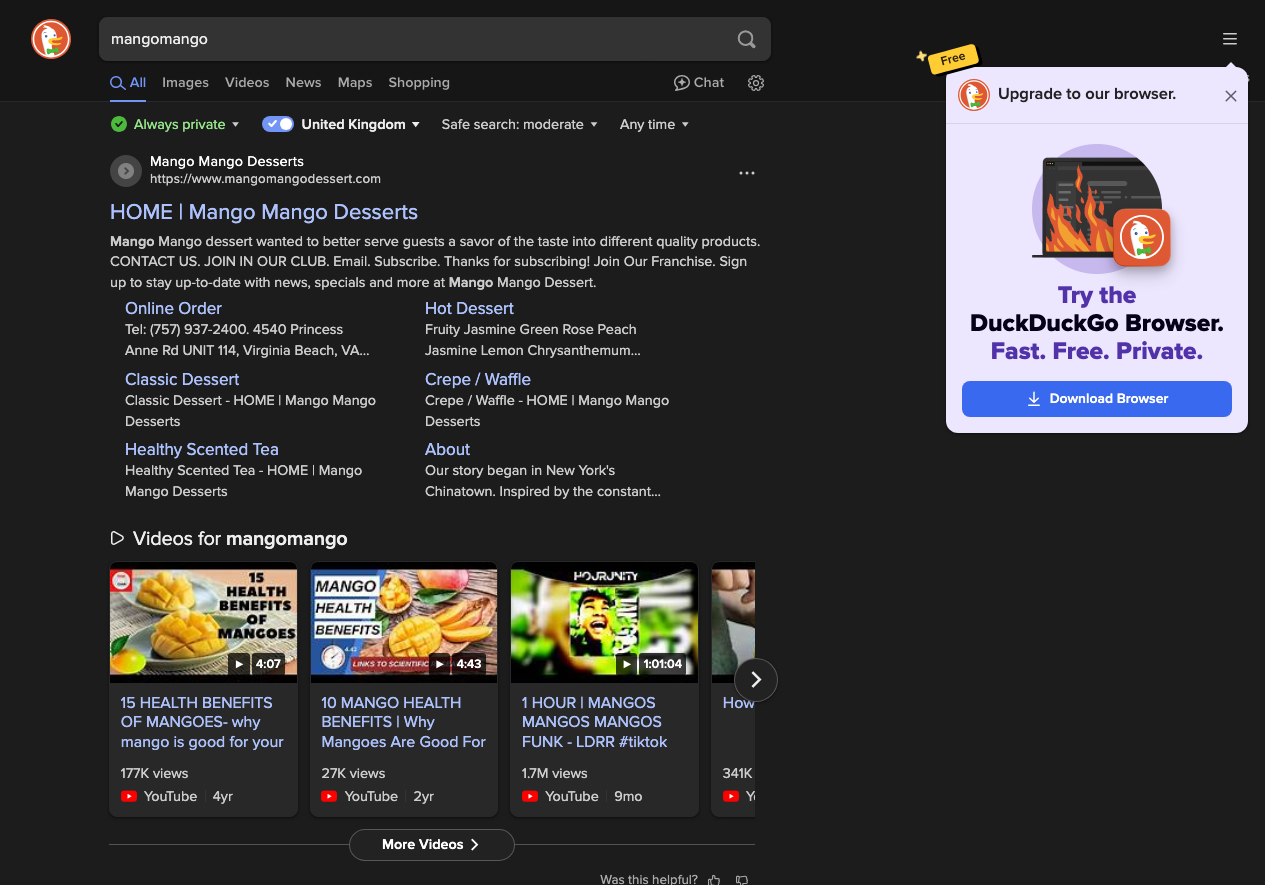 mangomango
All
Images
Videos
News
Maps
Shopping
Chat
Always private
United Kingdom
Safe search: moderate
Any time
Mango Mango Desserts
https://www.mangomangodessert.com
HOME | Mango Mango Desserts
Mango Mango dessert wanted to better serve guests a savor of the taste into different quality products.
CONTACT US. JOIN IN OUR CLUB. Email. Subscribe. Thanks for subscribing! Join Our Franchise. Sign
up to stay up-to-date with news, specials and more at Mango Mango Dessert.
Online Order
Tel: (757) 937-2400. 4540 Princess
Anne Rd UNIT 114, Virginia Beach, VA...
Hot Dessert
Fruity Jasmine Green Rose Peach
Jasmine Lemon Chrysanthemum...
Classic Dessert
Classic Dessert - HOME | Mango Mango
Desserts
Crepe / Waffle
Crepe / Waffle - HOME | Mango Mango
Desserts
Healthy Scented Tea
Healthy Scented Tea - HOME | Mango
Mango Desserts
About
Our story began in New York's
Chinatown. Inspired by the constant...
Videos for mangomango
15
HEALTH
BENEFITS
OF
MANGOES
4:07
15 HEALTH BENEFITS
OF MANGOES- why
mango is good for your
177K views
YouTube
4yr
MANGO
HEALTH
BENEFITS
4.43
LINKS TO SCIENTIFIC
4:43
10 MANGO HEALTH
BENEFITS | Why
Mangoes Are Good For
27K views
YouTube
2yr
1:01:04
1 HOUR | MANGOS
MANGOS MANGOS
FUNK - LDRR #tiktok
1.7M views
YouTube
9mo
How
341K
More Videos
Was this helpful?
Free
Upgrade to our browser.
Try the
DuckDuckGo Browser.
Fast. Free. Private.
Download Browser